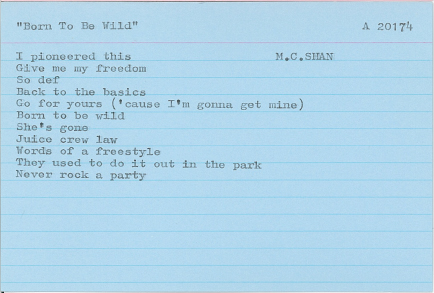 "Born To Be Wild" A 20174
I pioneered this M.C.SHAN
Give me my freedom
So def
Back to the basics
Go for yours ('cause I'm gonna get mine)
Born to be wild
She's gone
Juice crew law
Words of a freestyle
They used to do it out in the park
Never rock a party